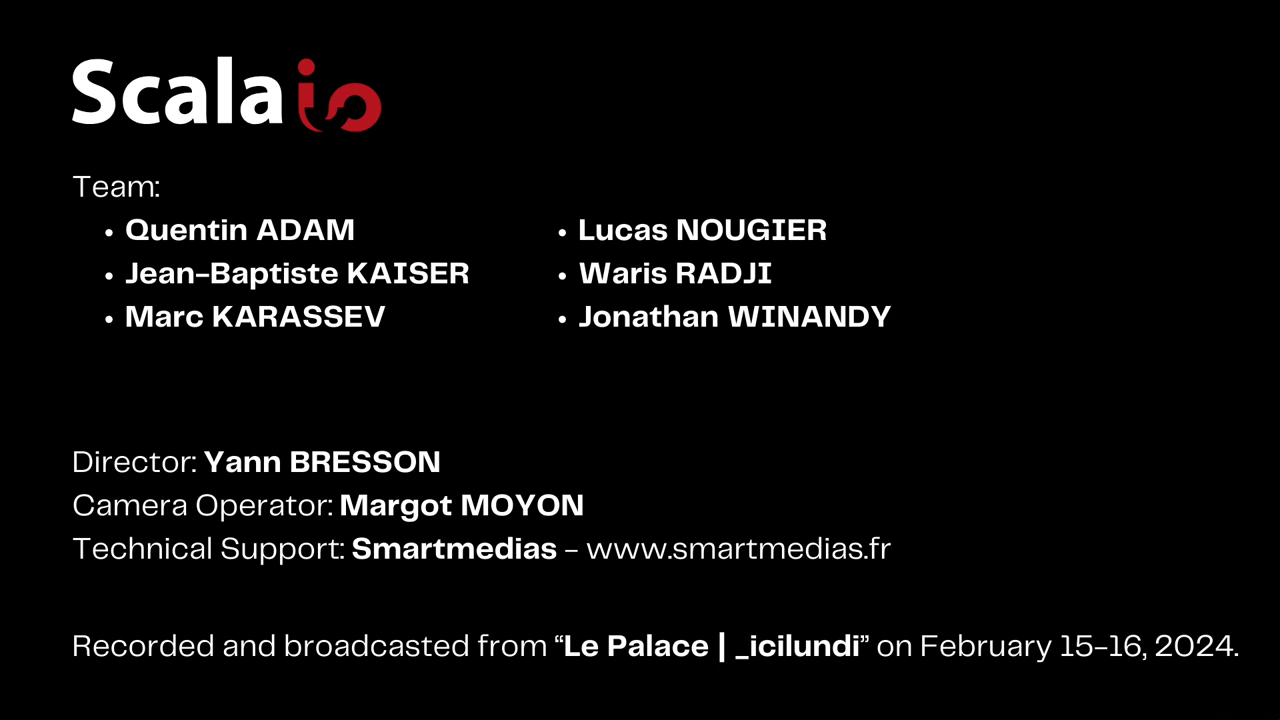 Scala io
Team:
• Quentin ADAM
• Jean-Baptiste KAISER
• Marc KARASSEV
• Lucas NOUGIER
• Waris RADJI
• Jonathan WINANDY
Director: Yann BRESSON
Camera Operator: Margot MOYON
Technical Support: Smartmedias - www.smartmedias.fr
Recorded and broadcasted from “Le Palace | _icilundi” on February 15-16, 2024.